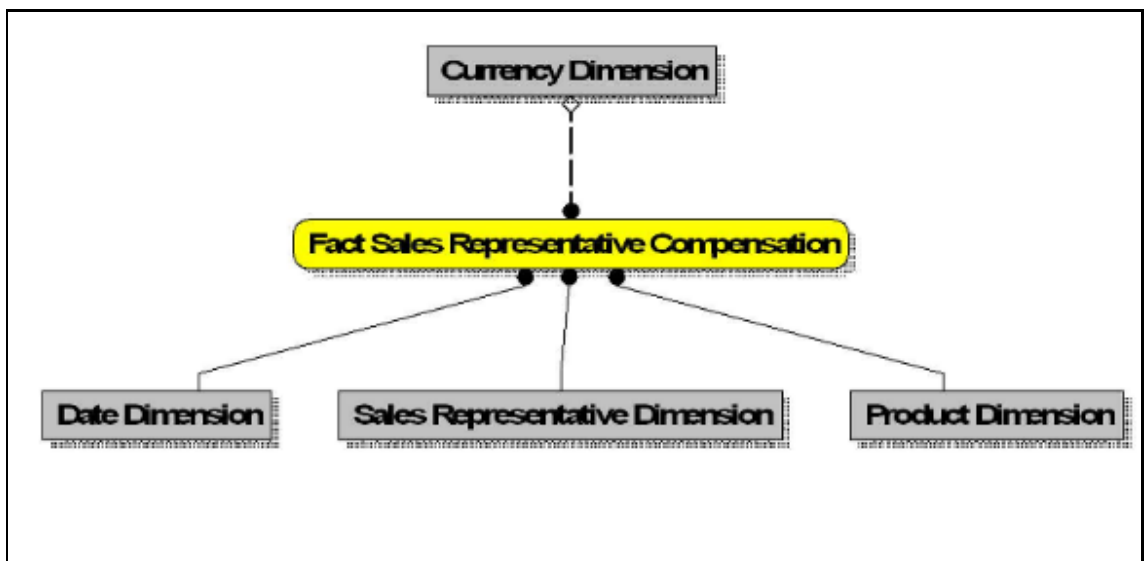 Currency Dimension
Fact Sales Representative Compensation
Date Dimension
Sales Representative Dimension
Product Dimension